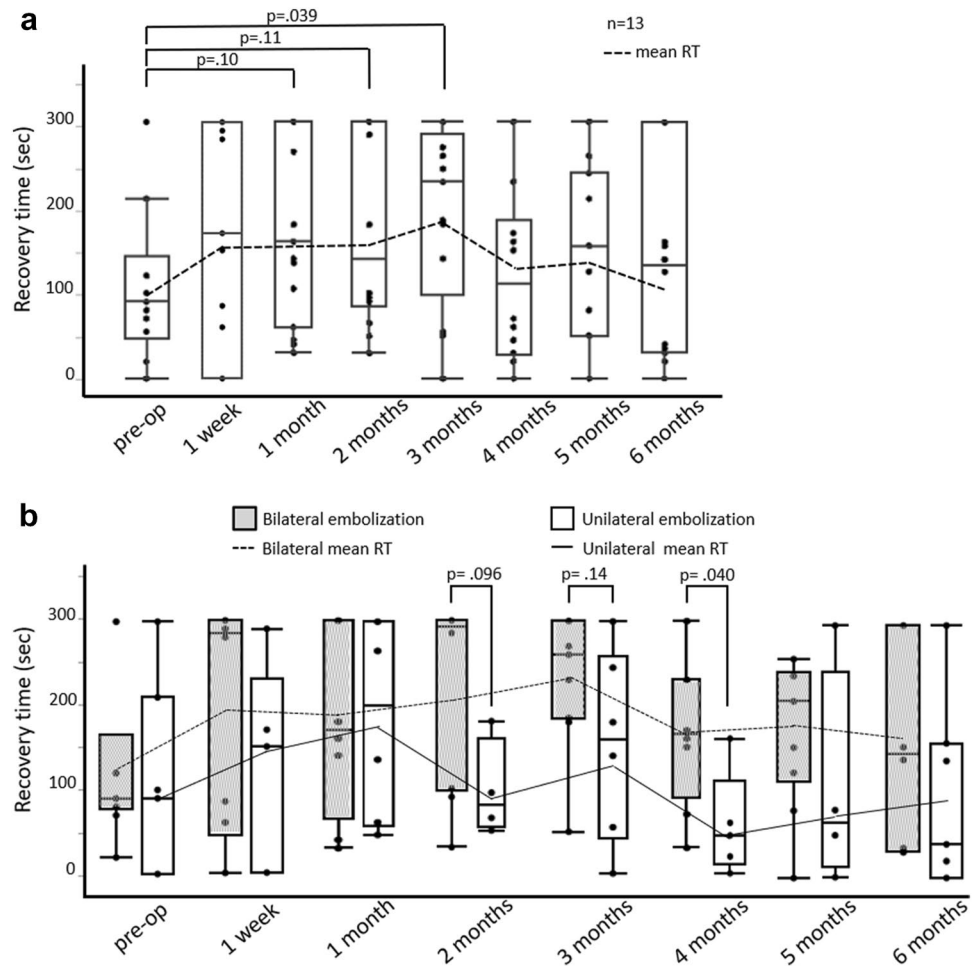 a
p=.039
n=13
p=.11
mean RT
p=.10
Recovery time (sec)
300
200
100
0
pre-op
1 week
1 month
2 months
3 months
4 months
5 months
6 months
b
Bilateral embolization
Unilateral embolization
Bilateral mean RT
Unilateral mean RT
p= .096
p= .14
p= .040
Recovery time (sec)
300
200
100
0
pre-op
1 week
1 month
2 months
3 months
4 months
5 months
6 months